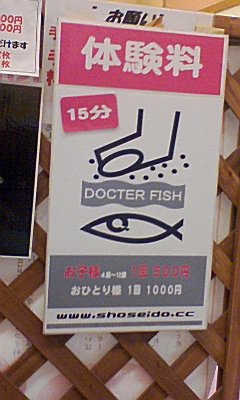 お願い
体験料
15分
DOCTER FISH
お子様 4歳〜12歳 1回 500円
おひとり様 1回 1000円
www.shoseido.cc